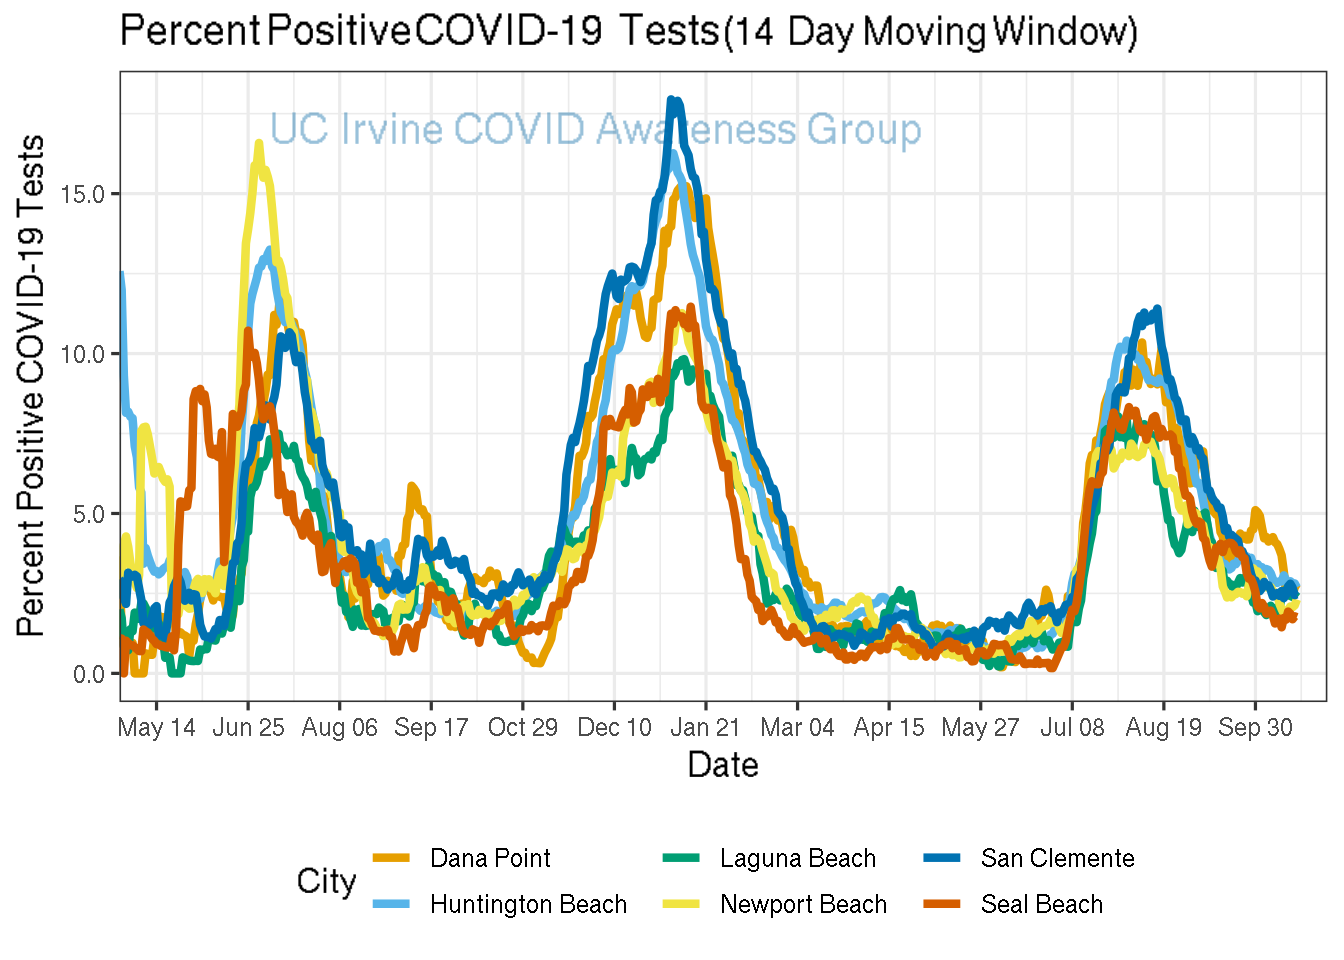 Percent Positive COVID-19 Tests(14 Day Moving Window)
UC Irvine COVID Awareness Group
Percent Positive COVID-19 Tests
15.0
10.0
5.0
0.0
May 14 Jun 25 Aug 06 Sep 17 Oct 29 Dec 10 Jan 21 Mar 04 Apr 15 May 27 Jul 08 Aug 19 Sep 30
Date
City
Dana Point Laguna Beach San Clemente
Huntington Beach Newport Beach Seal Beach